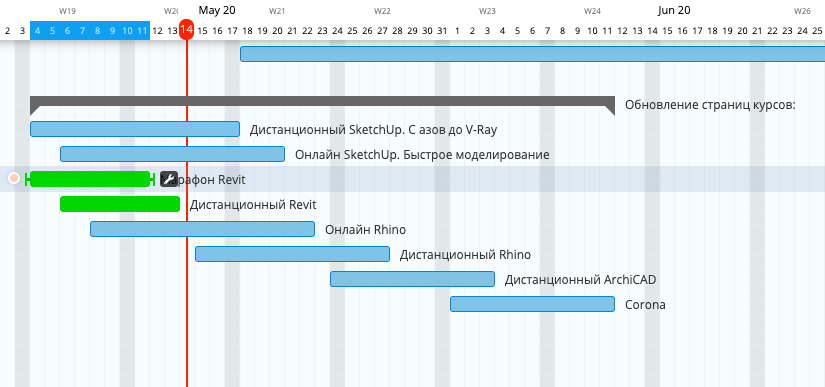 May 20 Jun 20
W19 W20 W21 W22 W23 W24 W26
2 3 4 5 6 7 8 9 10 11 12 13 14 15 16 17 18 19 20 21 22 23 24 25 26 27 28 29 30 31 1 2 3 4 5 6 7 8 9 10 11 12 13 14 15 16 17 18 19 20 21 22 23 24 25
Обновление страниц курсов:
Дистанционный SketchUp. С азов до V-Ray
Онлайн SketchUp. Быстрое моделирование
Марафон Revit
Дистанционный Revit
Онлайн Rhino
Дистанционный Rhino
Дистанционный ArchiCAD
Corona